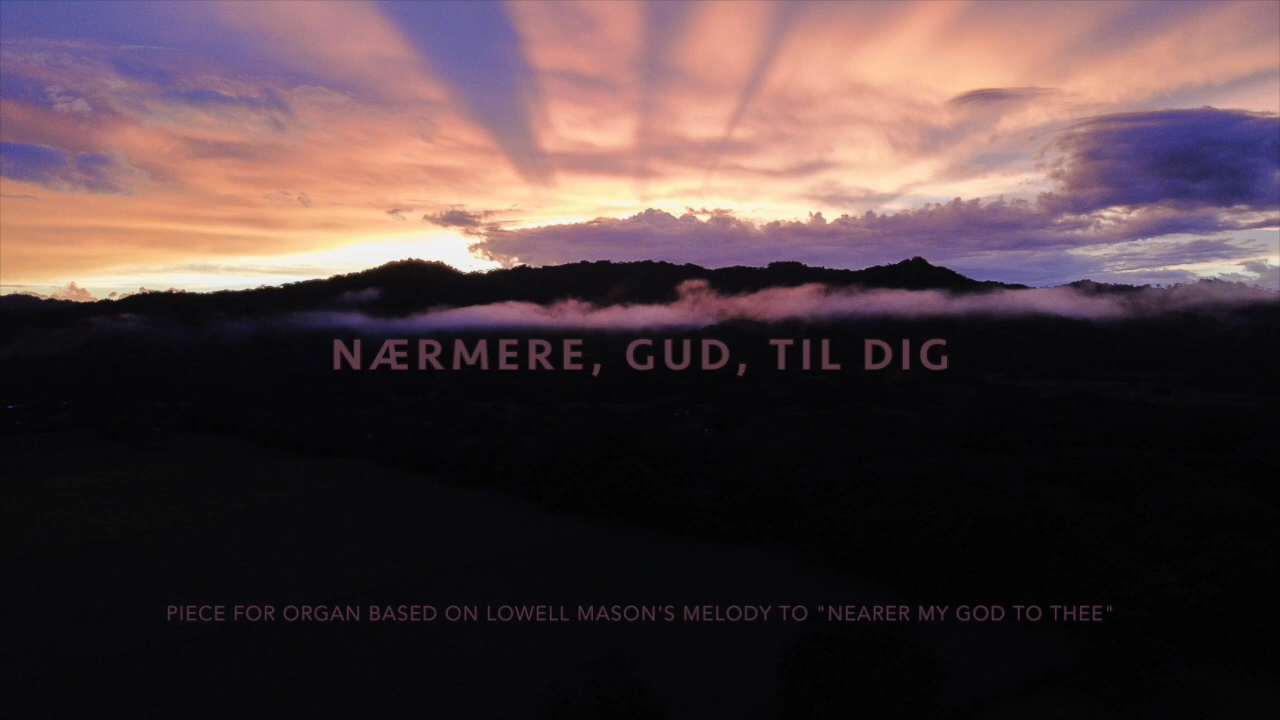 NÆRMERE, GUD, TIL DIG
PIECE FOR ORGAN BASED ON LOWELL MASON'S MELODY TO "NEARER MY GOD TO THEE"